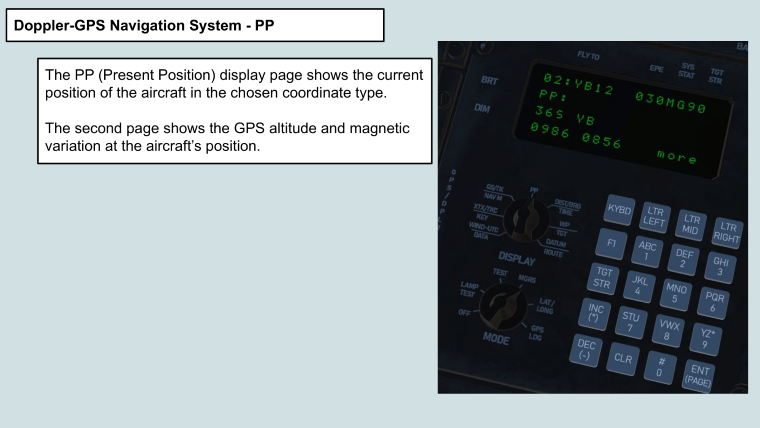 Doppler-GPS Navigation System - PP
The PP (Present Position) display page shows the current
position of the aircraft in the chosen coordinate type.
The second page shows the GPS altitude and magnetic
variation at the aircraft's position.
BA
FLY TO
EPE
SYS
STAT
TGT
STR
BRT
DIM
02:YB12 030MG90
PP:
36S YB
0986 0856
more
GS/TK
NAV M
PP
DIST/BRG
TIME
XTK/TKC
KEY
WP
TGT
WIND-UTC
DATA
DATUM
ROUTE
DISPLAY
TEST
MGRS
LAMP
TEST
LAT/
LONG
OFF
GPS
LDG
MODE
KYBD
LTR
LEFT
LTR
MID
LTR
RIGHT
F1
ABC
1
DEF
2
GHI
3
TGT
STR
JKL
4
MNO
5
PQR
6
INC
(+)
STU
7
VWX
8
YZ*
9
DEC
(-)
CLR
#
0
ENT
(PAGE)